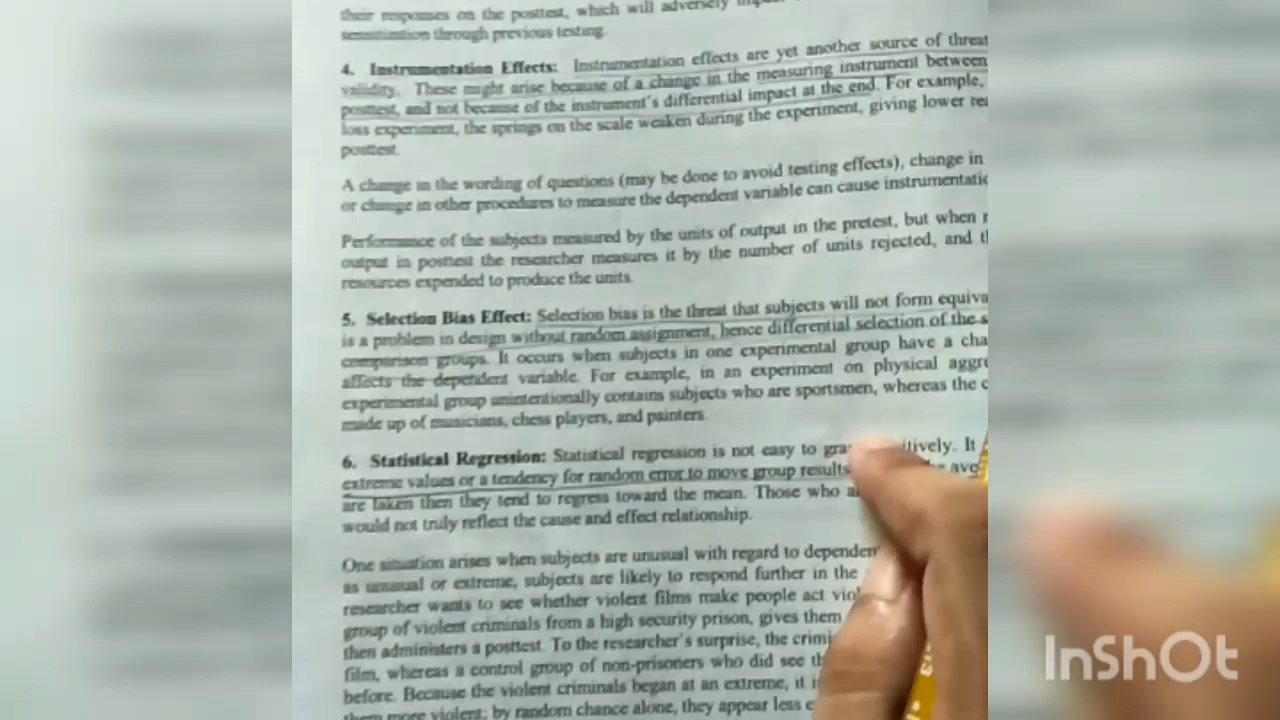 their responses on the posttest, which will adversely
sensitization through previous testing.
4. Instrumentation Effects: Instrumentation effects are yet another source of threat
validity. These might arise because of a change in the measuring instrument between
posttest, and not because of the instrument's differential impact at the end. For example,
loss experiment, the springs on the scale weaken during the experiment, giving lower
posttest.
A change in the wording of questions (may be done to avoid testing effects), change in
or change in other procedures to measure the dependent variable can cause
Performance of the subjects measured by the units of output in the pretest, but when
output in posttest the researcher measures it by the number of units rejected, and
resources expended to produce the units.
5. Selection Bias Effect: Selection bias is the threat that subjects will not form
is a problem in design without random assignment, hence differential selection of the
comparison groups. It occurs when subjects in one experimental group have a
affects the dependent variable. For example, in an experiment on physical
experimental group unintentionally contains subjects who are sportsmen, whereas the
made up of musicians, chess players, and painters.
6. Statistical Regression: Statistical regression is not easy to It
extreme values or a tendency for random error to move group results
are taken then they tend to regress toward the mean. Those who
would not truly reflect the cause and effect relationship.
One situation arises when subjects are unusual with regard to
as unusual or extreme, subjects are likely to respond further in the
researcher wants to see whether violent films make people act
group of violent criminals from a high security prison, gives them
then administers a posttest. To the researcher's surprise, the
film, whereas a control group of non-prisoners who did see
before. Because the violent criminals began at an extreme, it
them more violent; by random chance alone, they appear less
InShOt